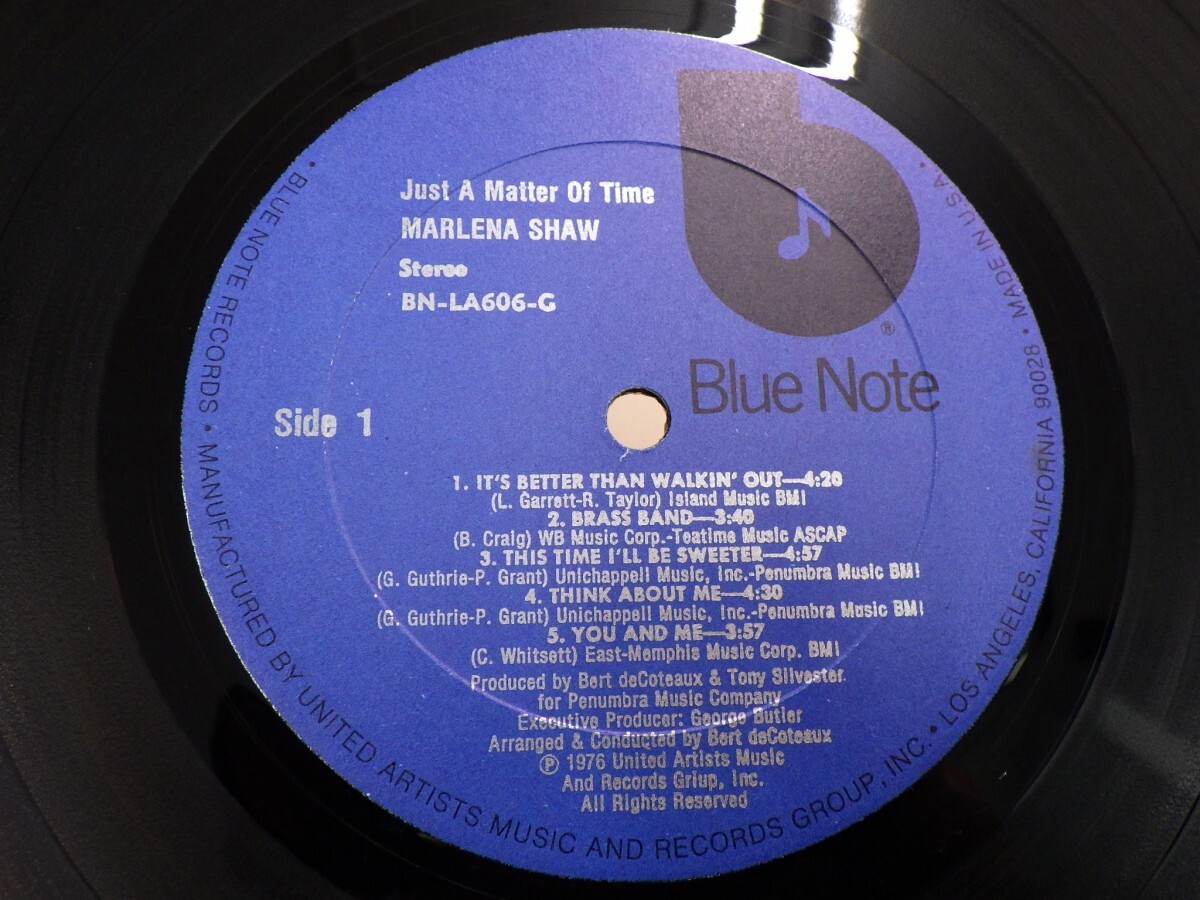 Just A Matter Of Time
MARLENA SHAW
Stereo
BN-LA606-G
®
Blue Note
Side 1
1. IT'S BETTER THAN WALKIN' OUT—4:20
(L. Garrett-R. Taylor) Island Music BMI
2. BRASS BAND—3:40
(B. Craig) WB Music Corp.-Teatime Music ASCAP
3. THIS TIME I'LL BE SWEETER—4:57
(G. Guthrie-P. Grant) Unichappell Music, Inc.-Penumbra Music BMI
4. THINK ABOUT ME—4:30
(G. Guthrie-P. Grant) Unichappell Music, Inc.-Penumbra Music BMI
5. YOU AND ME—3:57
(C. Whitsett) East-Memphis Music Corp. BMI
Produced by Bert deCoteaux & Tony Silvester
for Penumbra Music Company
Executive Producer: George Butler
Arranged & Conducted by Bert deCoteaux
℗ 1976 United Artists Music
And Records Griup, Inc.
All Rights Reserved
• BLUE NOTE RECORDS • MANUFACTURED BY UNITED ARTISTS MUSIC AND RECORDS GROUP, INC. • LOS ANGELES, CALIFORNIA 90028 • MADE IN U.S.A.